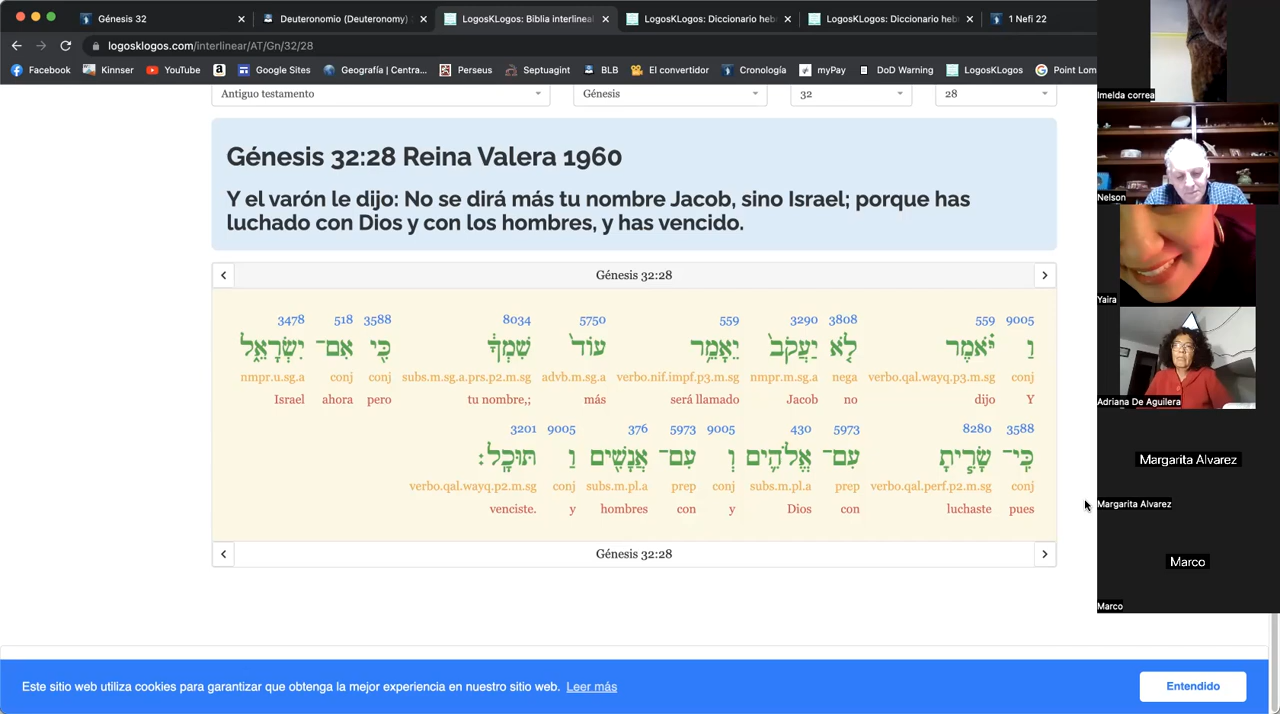 Génesis 32
Deuteronomio (Deuteronomy)
LogosKLogos: Biblia interlineal
LogosKLogos: Diccionario heb
LogosKLogos: Diccionario heb
1 Nefi 22
logosklogos.com/interlinear/AT/Gn/32/28
Facebook Kinnser YouTube Google Sites Geografía | Centra... Perseus Septuagint BLB El convertidor Cronología myPay DoD Warning LogosKLogos Point Lom
Antiguo testamento Génesis 32 28
Génesis 32:28 Reina Valera 1960
Y el varón le dijo: No se dirá más tu nombre Jacob, sino Israel; porque has
luchado con Dios y con los hombres, y has vencido.
Génesis 32:28
3478 518 3588 8034 5750 559 3290 3808 559 9005
וַ יֹּ֗אמֶר לֹ֤א יַעֲקֹב֙ יֵאָמֵ֥ר עֹוד֙ שִׁמְךָ֔ כִּ֖י אִם־ יִשְׂרָאֵ֑ל
nmpr.u.sg.a conj conj subs.m.sg.a.prs.p2.m.sg advb.m.sg.a verbo.nif.impf.p3.m.sg nmpr.m.sg.a nega verbo.qal.wayq.p3.m.sg conj
Israel ahora pero tu nombre,; más será llamado Jacob no dijo Y
3201 9005 376 5973 9005 430 5973 8280 3588
כִּֽי־ שָׂרִ֧יתָ עִם־ אֱלֹהִ֛ים וְ עִם־ אֲנָשִׁ֖ים וַ תּוּכָֽל׃
verbo.qal.wayq.p2.m.sg conj subs.m.pl.a prep conj subs.m.pl.a prep verbo.qal.perf.p2.m.sg conj
venciste. y hombres con y Dios con luchaste pues
Génesis 32:28
Este sitio web utiliza cookies para garantizar que obtenga la mejor experiencia en nuestro sitio web. Leer más
Entendido
Imelda correa
Nelson
Yaira
Adriana De Aguilera
Margarita Alvarez
Margarita Alvarez
Marco
Marco